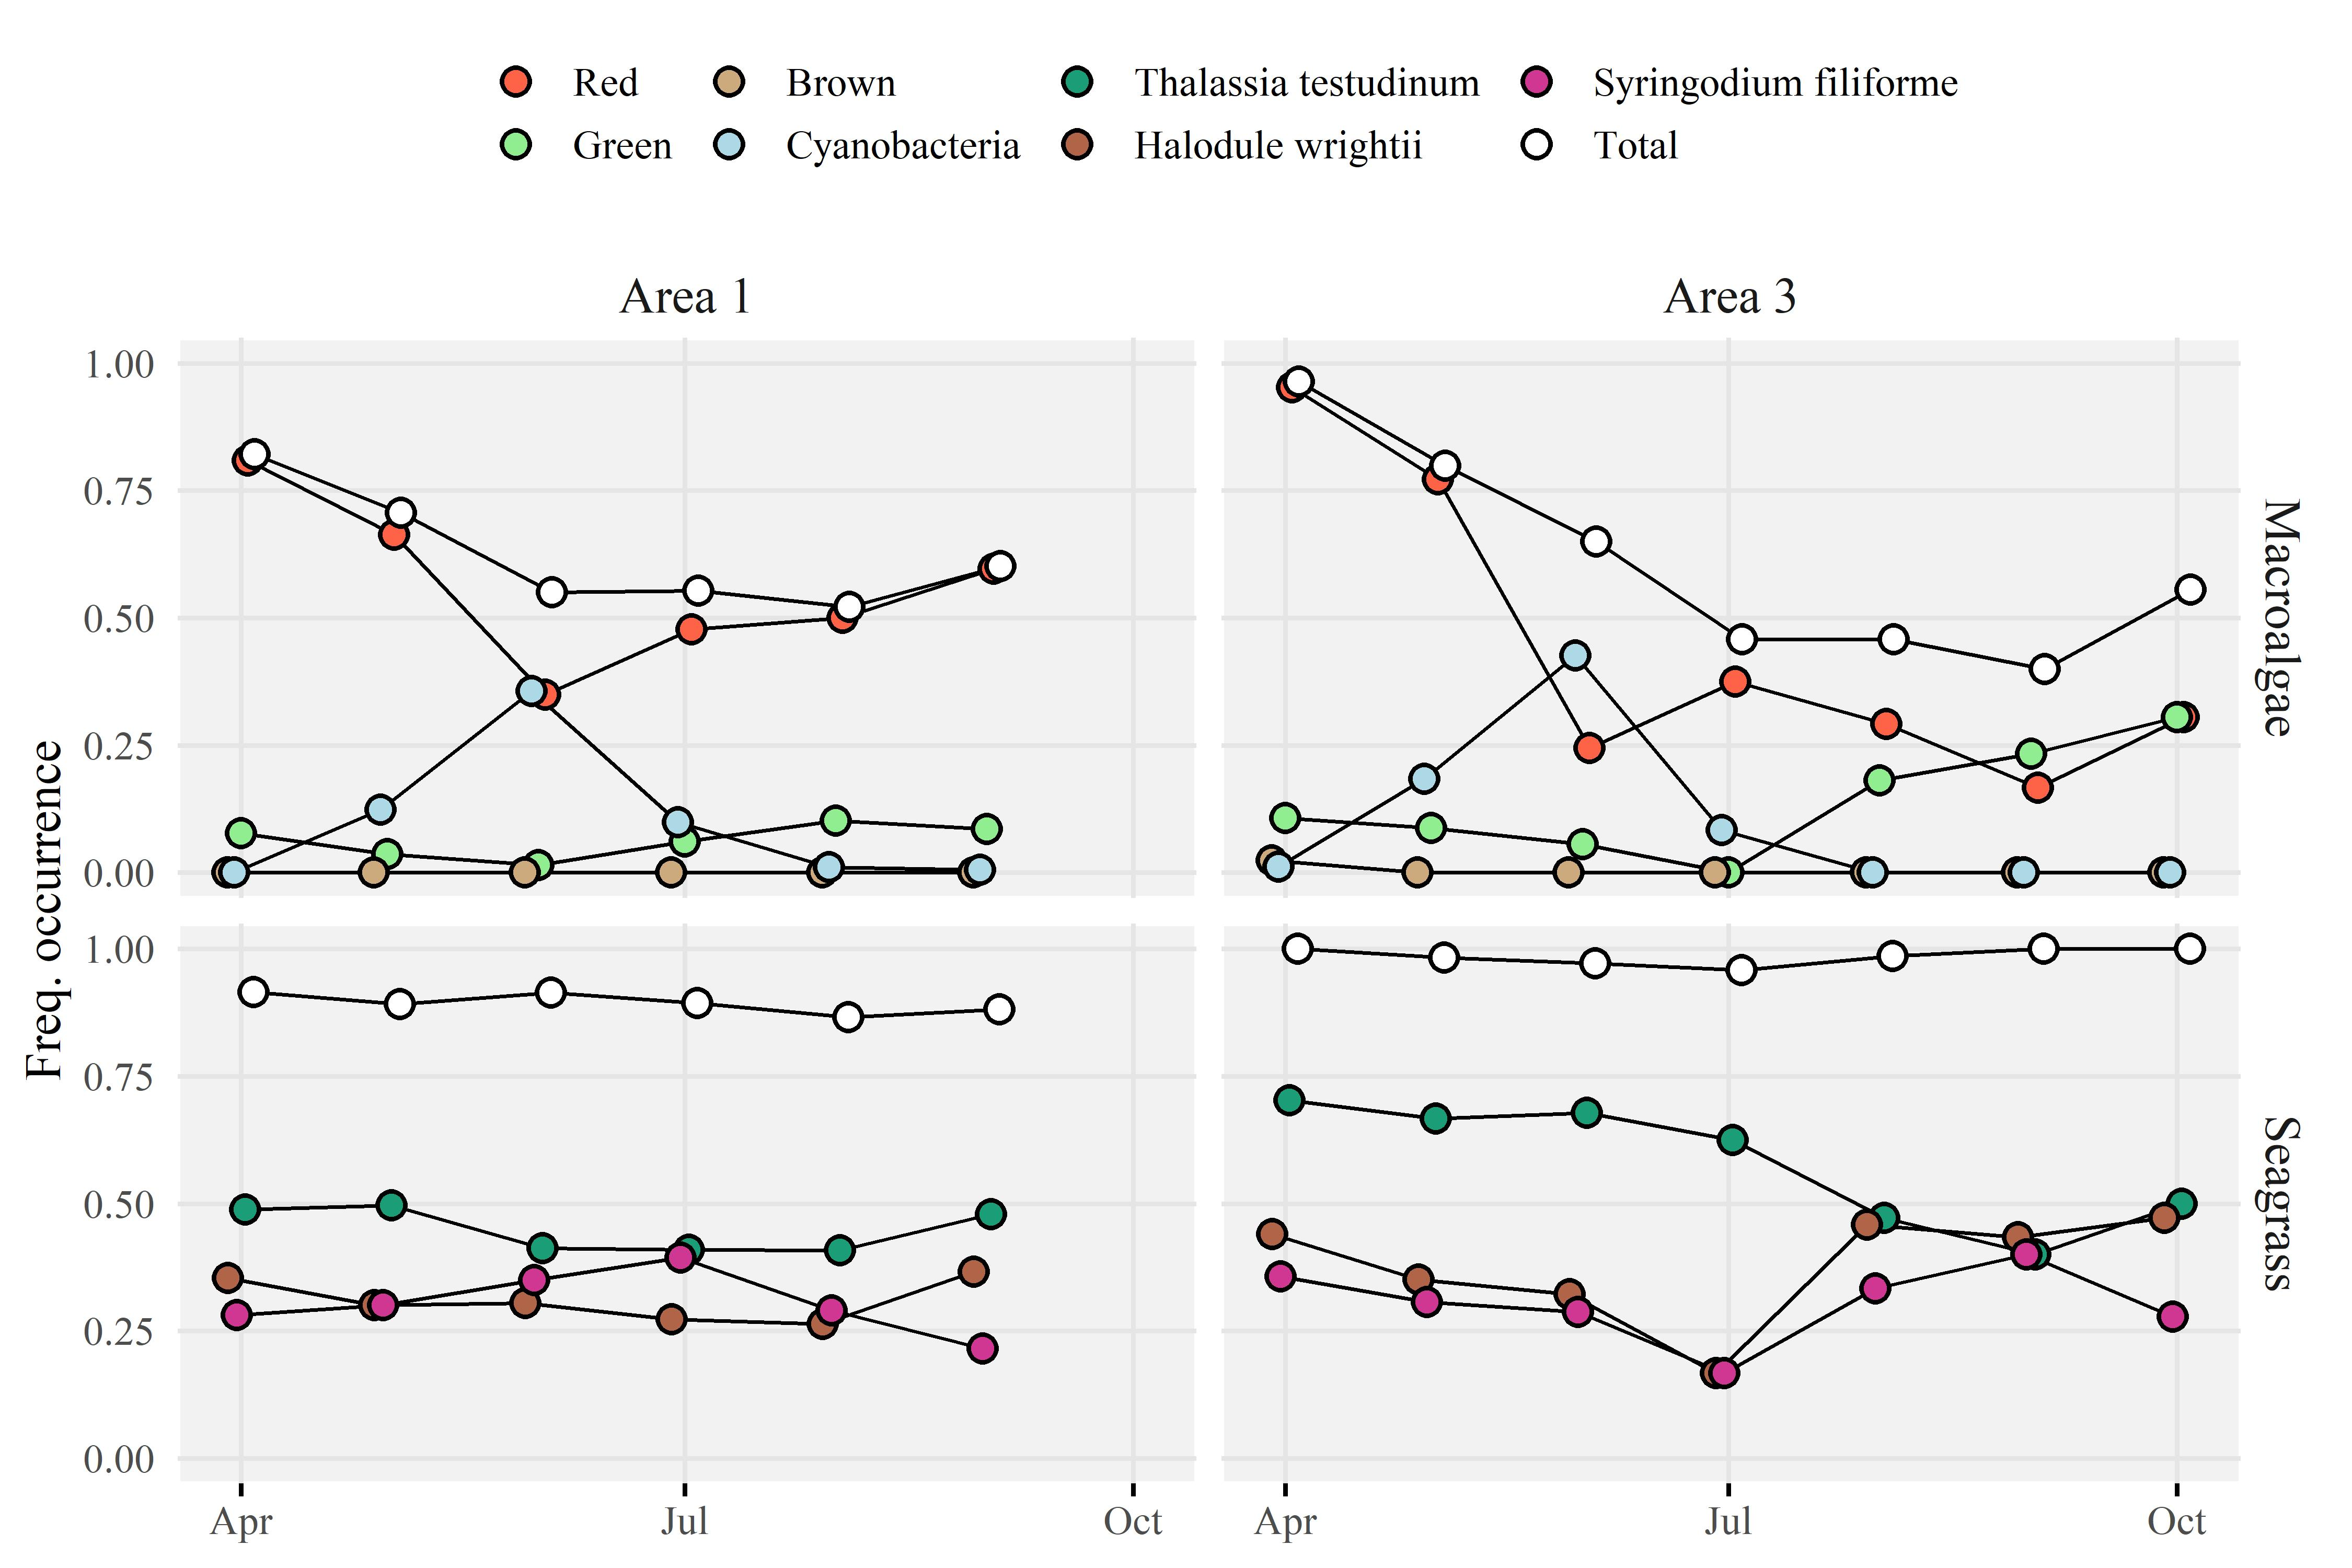 Red Brown Thalassia testudinum Syringodium filiforme
Green Cyanobacteria Halodule wrightii Total
Area 1 Area 3
Freq. occurrence
1.00
0.75
0.50
0.25
0.00
Macroalgae
1.00
0.75
0.50
0.25
0.00
Seagrass
Apr Jul Oct Apr Jul Oct